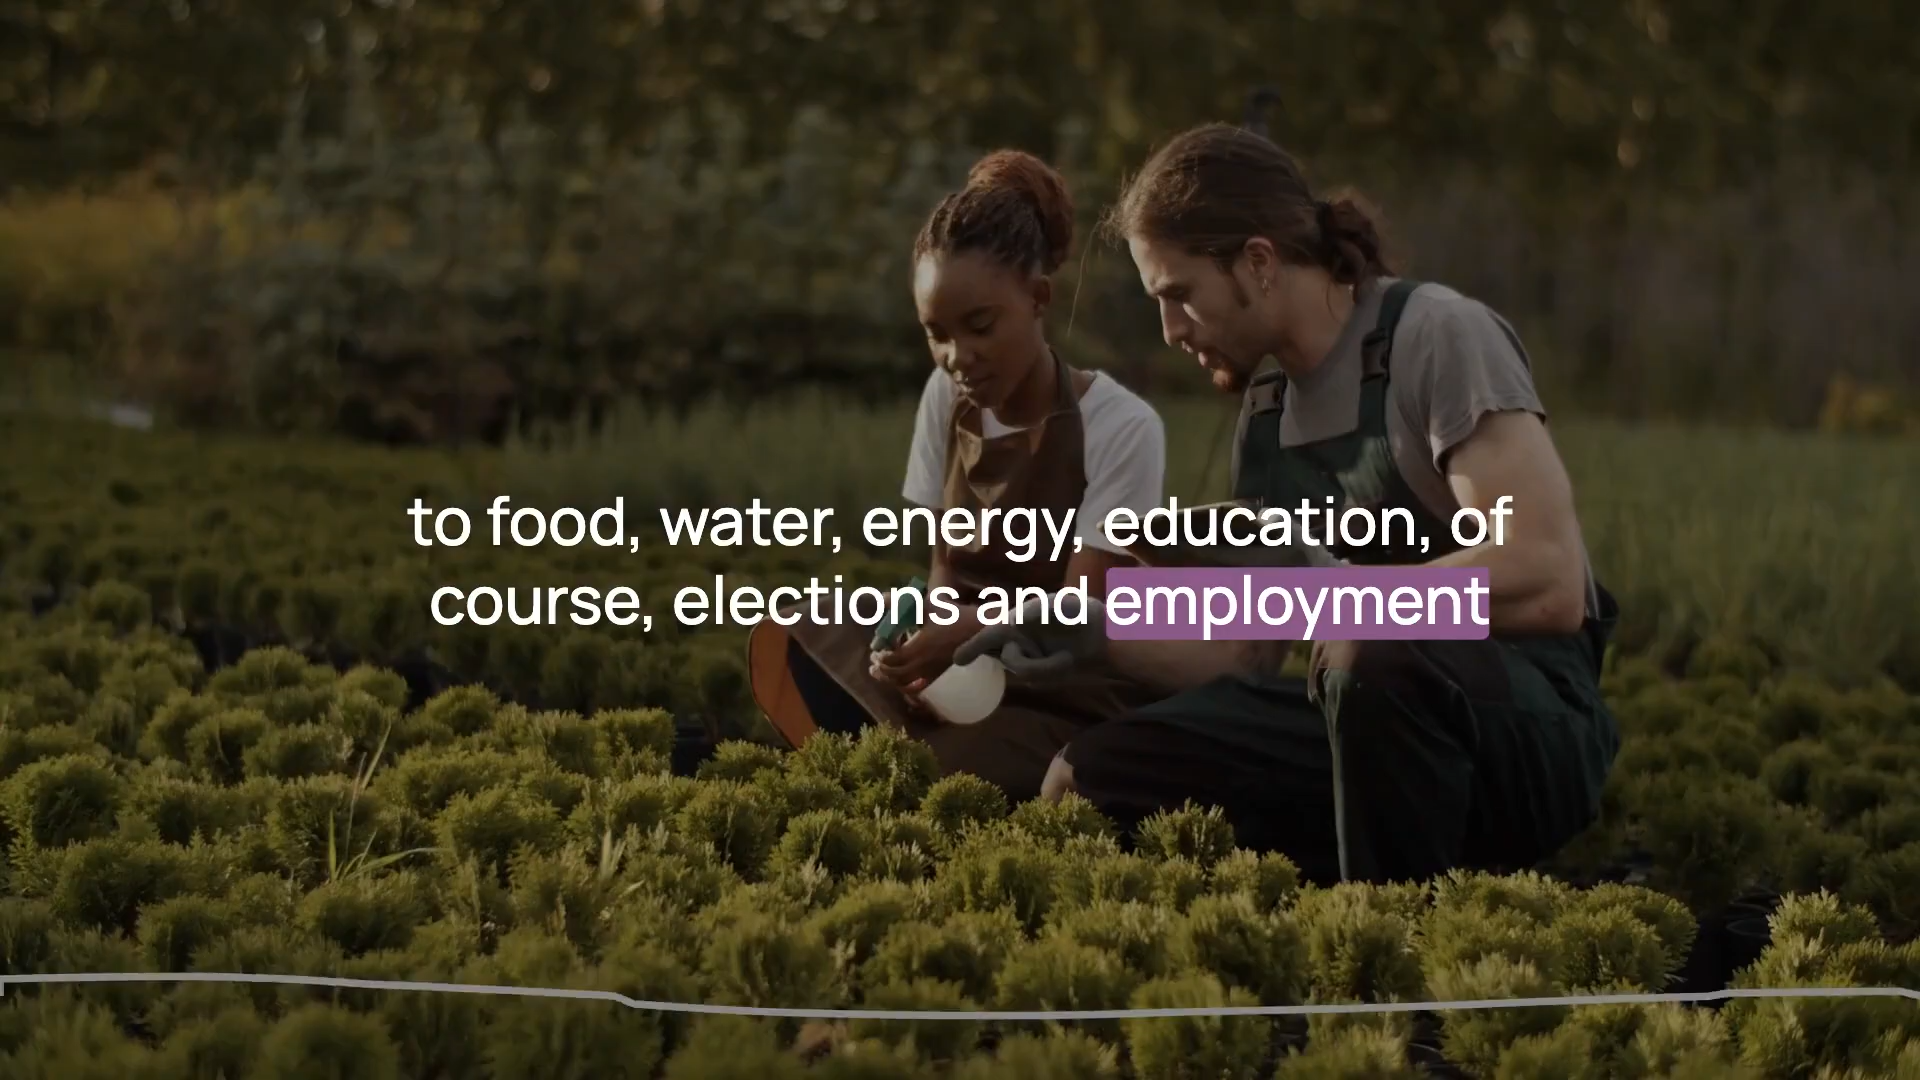 to food, water, energy, education, of
course, elections and employment